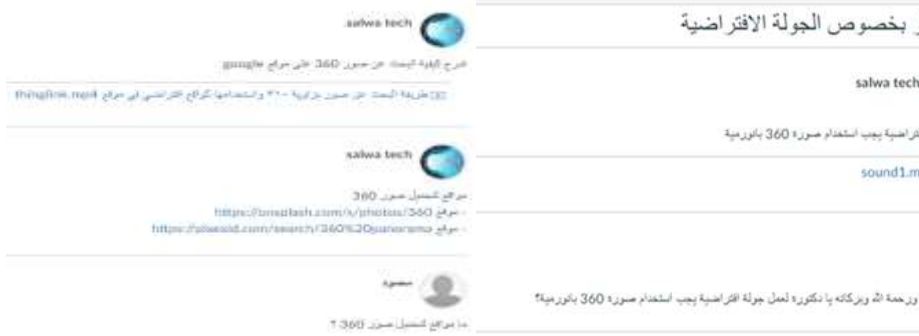 بخصوص الجولة الافتراضية
salwa tech
افتراضية يجب استخدام صورة 360 بانورمية
sound1.m
ورحمة الله وبركاته يا دكتورة لعمل جولة افتراضية يجب استخدام صورة 360 بانورمية؟
salwa tech
شرح كيفية البحث عن صور 360 على موقع google
طريقة البحث عن صور بزاوية ٣٦٠ واستخدامها كواقع افتراضي في موقع thinglink.mp4
salwa tech
مواقع لتحميل صور 360
- موقع https://unsplash.com/s/photos/360
- موقع https://pixexid.com/search/360%20panorama
ما مواقع لتحميل صور 360 ؟